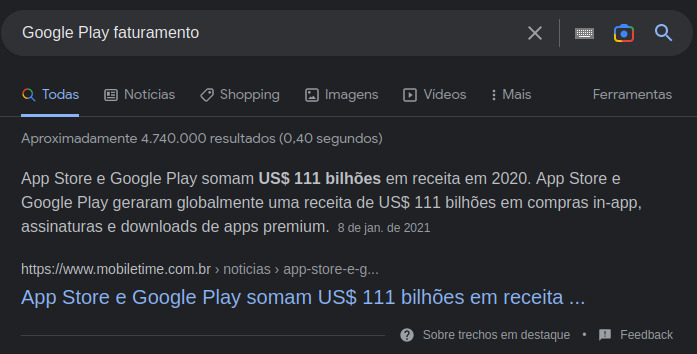 Google Play faturamento
Todas Notícias Shopping Imagens Vídeos Mais Ferramentas
Aproximadamente 4.740.000 resultados (0,40 segundos)
App Store e Google Play somam US$ 111 bilhões em receita em 2020. App Store e
Google Play geraram globalmente uma receita de US$ 111 bilhões em compras in-app,
assinaturas e downloads de apps premium. 8 de jan. de 2021
https://www.mobiletime.com.br › noticias › app-store-e-g...
App Store e Google Play somam US$ 111 bilhões em receita ...
Sobre trechos em destaque • Feedback